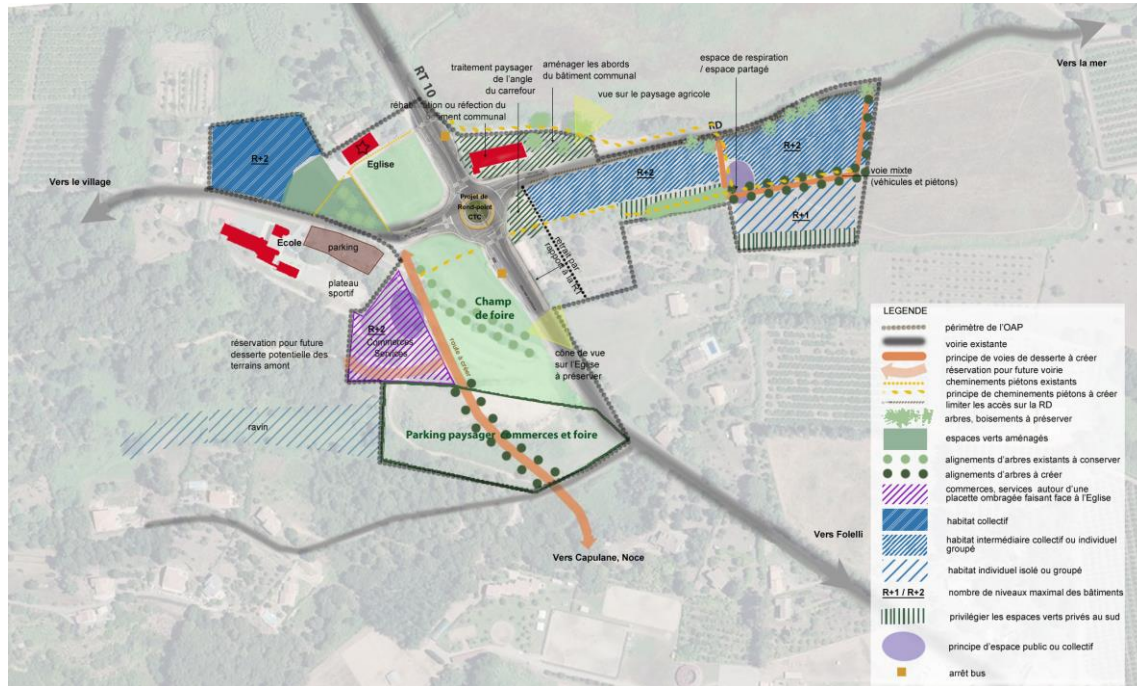 RT 10
traitement paysager
de l'angle
du carrefour
aménager les abords
du bâtiment communal
vue sur le paysage agricole
espace de respiration
/ espace partagé
Vers la mer
RD
R+2
Eglise
R+2
R+2
voie mixte
(véhicules et piétons)
R+1
Vers le village
Projet de
Rond-point
CTC
Ecole
parking
plateau
sportif
retrait par
rapport à la RT
Champ
de foire
R+2
Commerces
Services
route à créer
réservation pour future
desserte potentielle des
terrains amont
cône de vue
sur l'Eglise
à préserver
ravin
Parking paysager commerces et foire
Vers Folelli
Vers Capulane, Noce
LEGENDE
périmètre de l'OAP
voirie existante
principe de voies de desserte à créer
réservation pour future voirie
cheminements piétons existants
principe de cheminements piétons à créer
limiter les accès sur la RD
arbres, boisements à préserver
espaces verts aménagés
alignements d'arbres existants à conserver
alignements d'arbres à créer
commerces, services autour d'une
placette ombragée faisant face à l'Eglise
habitat collectif
habitat intermédiaire collectif ou individuel
groupé
habitat individuel isolé ou groupé
R+1 / R+2 nombre de niveaux maximal des bâtiments
privilégier les espaces verts privés au sud
principe d'espace public ou collectif
arrêt bus